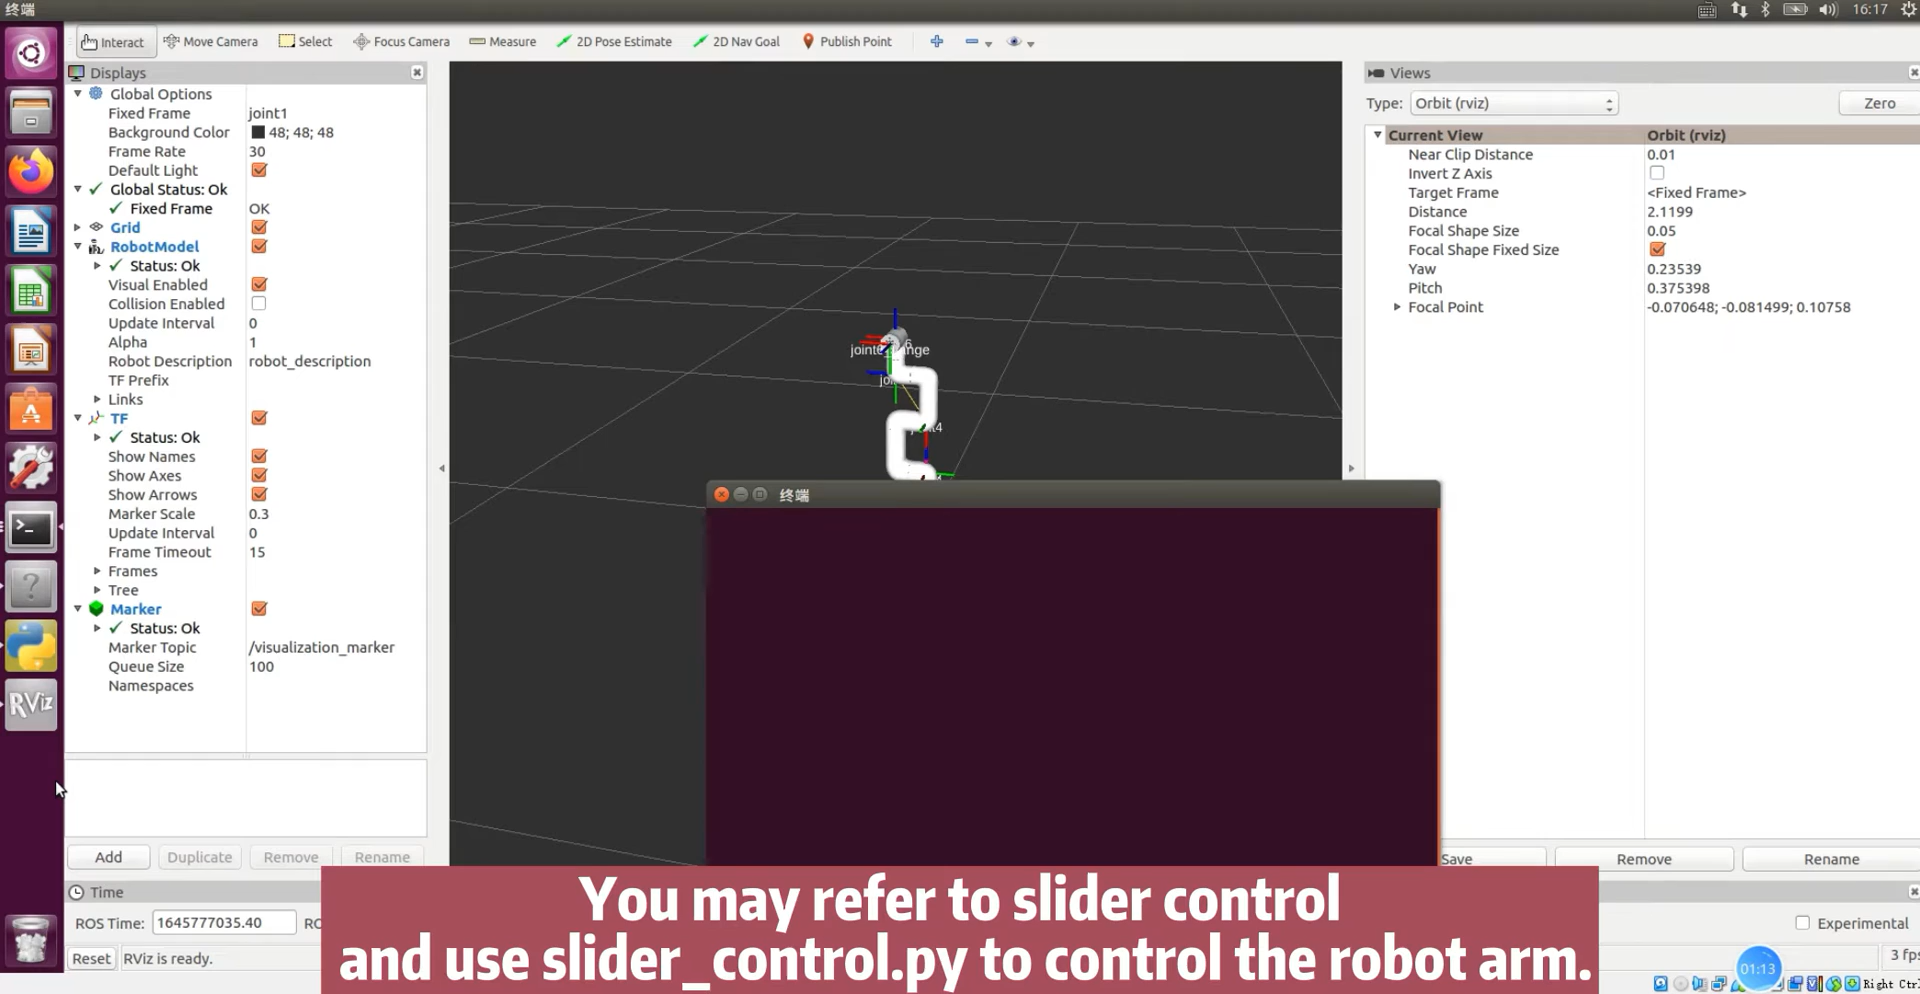 终端
16:17
Interact
Move Camera
Select
Focus Camera
Measure
2D Pose Estimate
2D Nav Goal
Publish Point
Displays
Global Options
Fixed Frame joint1
Background Color 48; 48; 48
Frame Rate 30
Default Light
Global Status: Ok
Fixed Frame OK
Grid
RobotModel
Status: Ok
Visual Enabled
Collision Enabled
Update Interval 0
Alpha 1
Robot Description robot_description
TF Prefix
Links
TF
Status: Ok
Show Names
Show Axes
Show Arrows
Marker Scale 0.3
Update Interval 0
Frame Timeout 15
Frames
Tree
Marker
Status: Ok
Marker Topic /visualization_marker
Queue Size 100
Namespaces
Add
Duplicate
Remove
Rename
Time
ROS Time: 1645777035.40
Reset
RViz is ready.
RViz
终端
Views
Type: Orbit (rviz)
Zero
Current View Orbit (rviz)
Near Clip Distance 0.01
Invert Z Axis
Target Frame <Fixed Frame>
Distance 2.1199
Focal Shape Size 0.05
Focal Shape Fixed Size
Yaw 0.23539
Pitch 0.375398
Focal Point -0.070648; -0.081499; 0.10758
Save
Remove
Rename
Experimental
3 fps
01:13
Right Ctrl
You may refer to slider control
and use slider_control.py to control the robot arm.